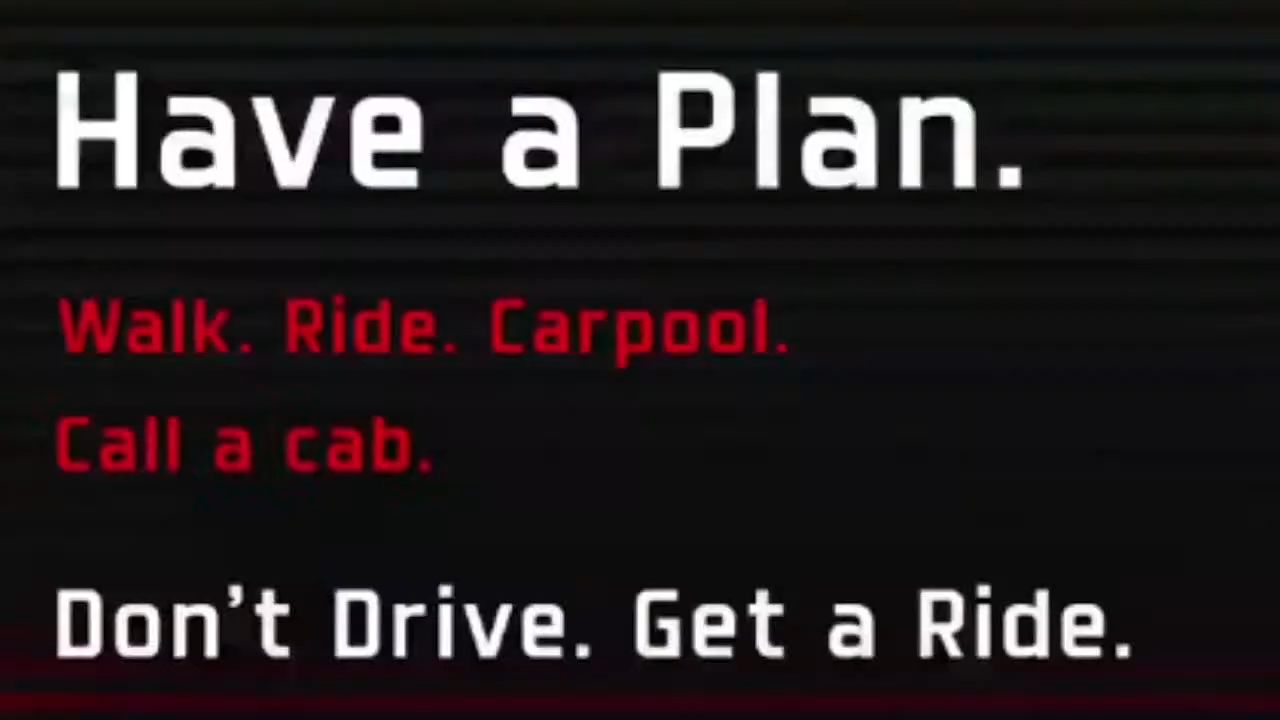 Have a Plan.
Walk. Ride. Carpool.
Call a cab.
Don’t Drive. Get a Ride.